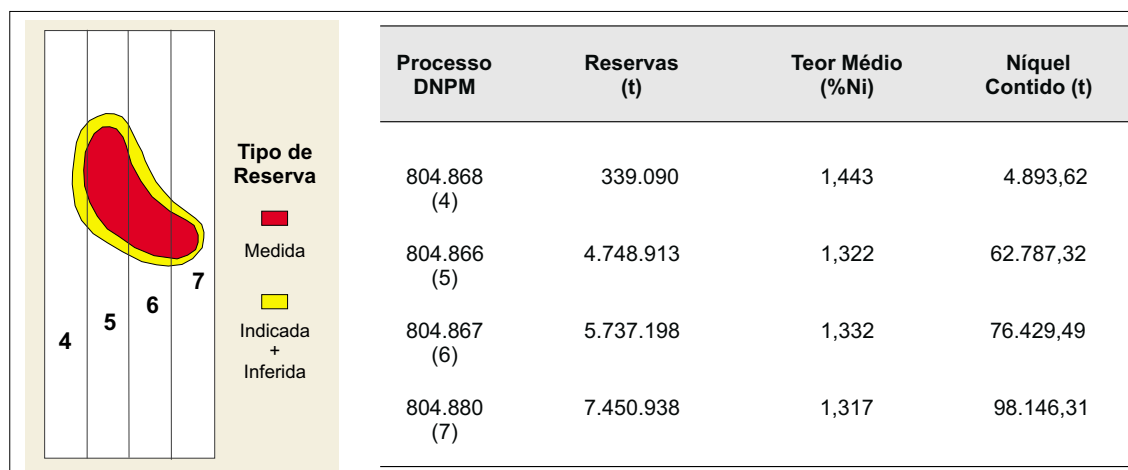 4
5
6
7
Tipo de
Reserva
Medida
Indicada
+
Inferida
Processo
DNPM
Reservas
(t)
Teor Médio
(%Ni)
Níquel
Contido (t)
804.868 339.090 1,443 4.893,62
(4)
804.866 4.748.913 1,322 62.787,32
(5)
804.867 5.737.198 1,332 76.429,49
(6)
804.880 7.450.938 1,317 98.146,31
(7)